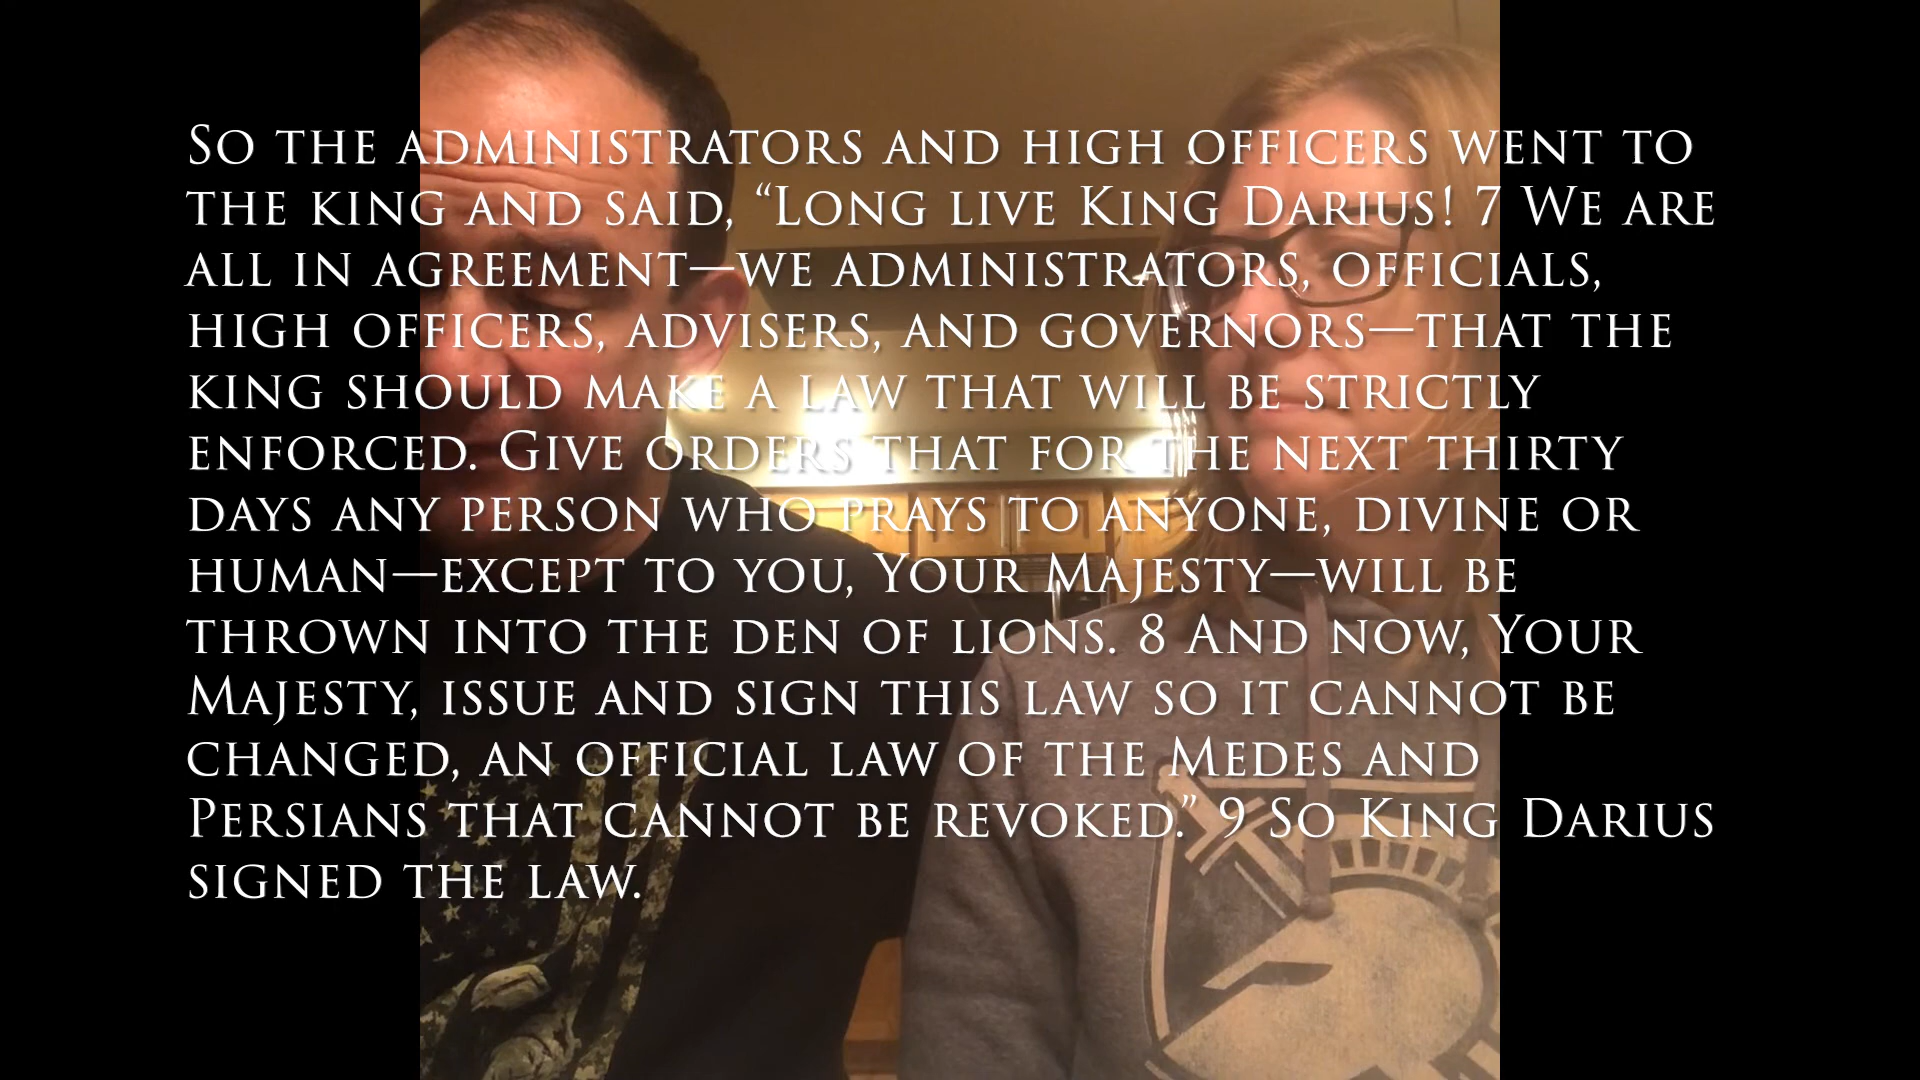 So the administrators and high officers went to
the king and said, “Long live King Darius! 7 We are
all in agreement—we administrators, officials,
high officers, advisers, and governors—that the
king should make a law that will be strictly
enforced. Give orders that for the next thirty
days any person who prays to anyone, divine or
human—except to you, Your Majesty—will be
thrown into the den of lions. 8 And now, Your
Majesty, issue and sign this law so it cannot be
changed, an official law of the Medes and
Persians that cannot be revoked.” 9 So King Darius
signed the law.